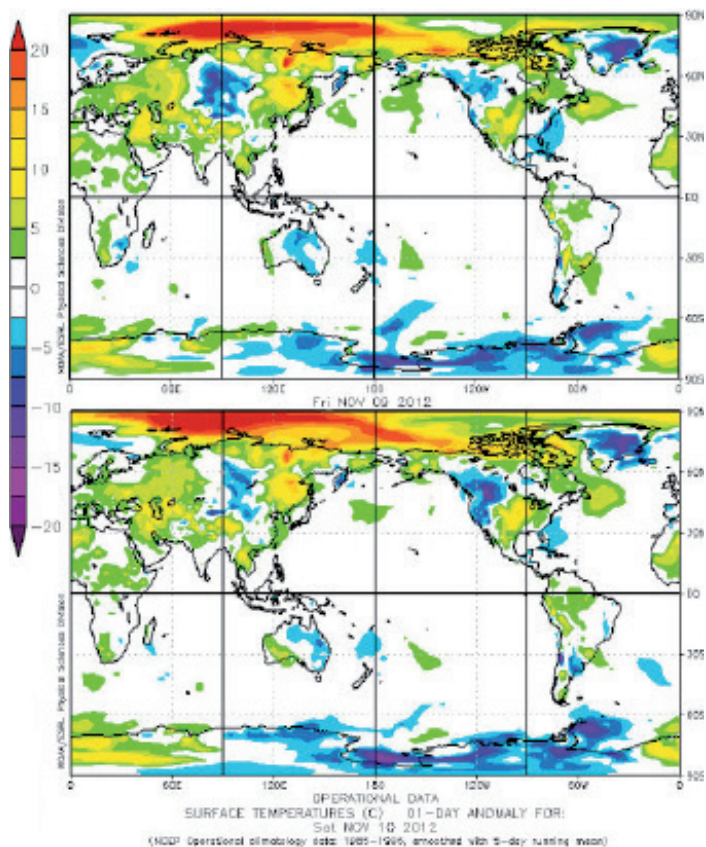 20
15
10
5
0
-5
-10
-15
-20
NOAA/ESRL Physical Sciences Division
90N
60N
30N
EQ
30S
60S
90S
0
60E
120E
180
120W
60W
0
Fri NOV 09 2012
NOAA/ESRL Physical Sciences Division
90N
60N
30N
EQ
30S
60S
90S
0
60E
120E
180
120W
60W
0
OPERATIONAL DATA
SURFACE TEMPERATURES (C) 01-DAY ANOMALY FOR:
Sat NOV 10 2012
(NCEP Operational climatology data: 1985-1996, smoothed with 5-day running mean)